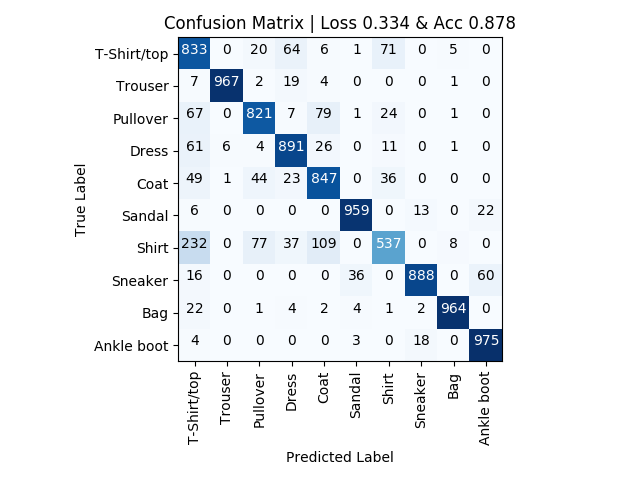 Confusion Matrix | Loss 0.334 & Acc 0.878
True Label
T-Shirt/top 833 0 20 64 6 1 71 0 5 0
Trouser 7 967 2 19 4 0 0 0 1 0
Pullover 67 0 821 7 79 1 24 0 1 0
Dress 61 6 4 891 26 0 11 0 1 0
Coat 49 1 44 23 847 0 36 0 0 0
Sandal 6 0 0 0 0 959 0 13 0 22
Shirt 232 0 77 37 109 0 537 0 8 0
Sneaker 16 0 0 0 0 36 0 888 0 60
Bag 22 0 1 4 2 4 1 2 964 0
Ankle boot 4 0 0 0 0 3 0 18 0 975
T-Shirt/top
Trouser
Pullover
Dress
Coat
Sandal
Shirt
Sneaker
Bag
Ankle boot
Predicted Label